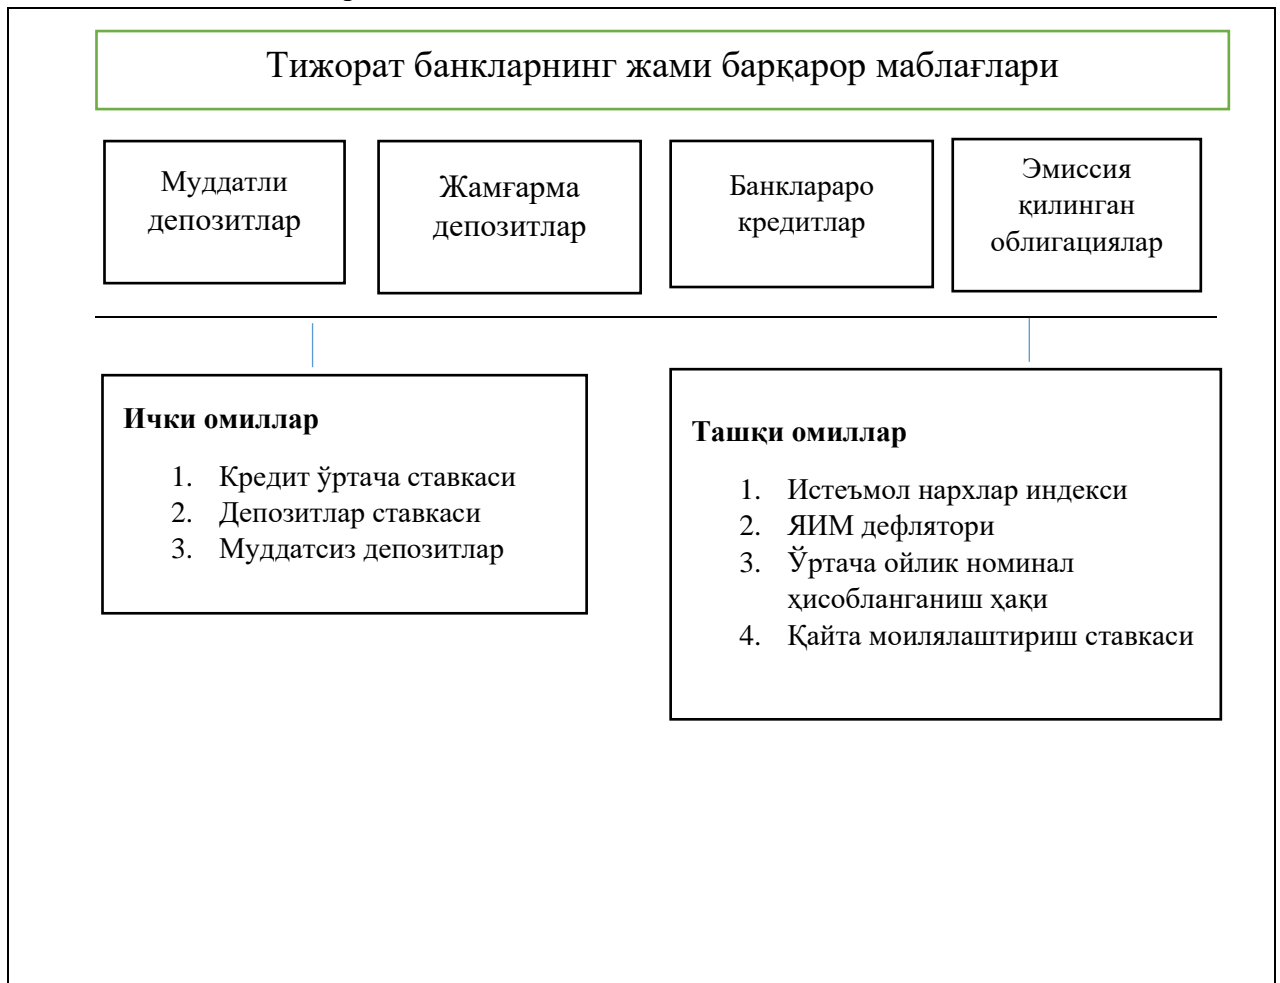 Тижорат банкларнинг жами барқарор маблағлари
Муддатли
депозитлар
Жамғарма
депозитлар
Банклараро
кредитлар
Эмиссия
қилинган
облигациялар
Ички омиллар
1. Кредит ўртача ставкаси
2. Депозитлар ставкаси
3. Муддатсиз депозитлар
Ташқи омиллар
1. Истеъмол нархлар индекси
2. ЯИМ дефлятори
3. Ўртача ойлик номинал
ҳисобланганиш ҳақи
4. Қайта моилялаштириш ставкаси